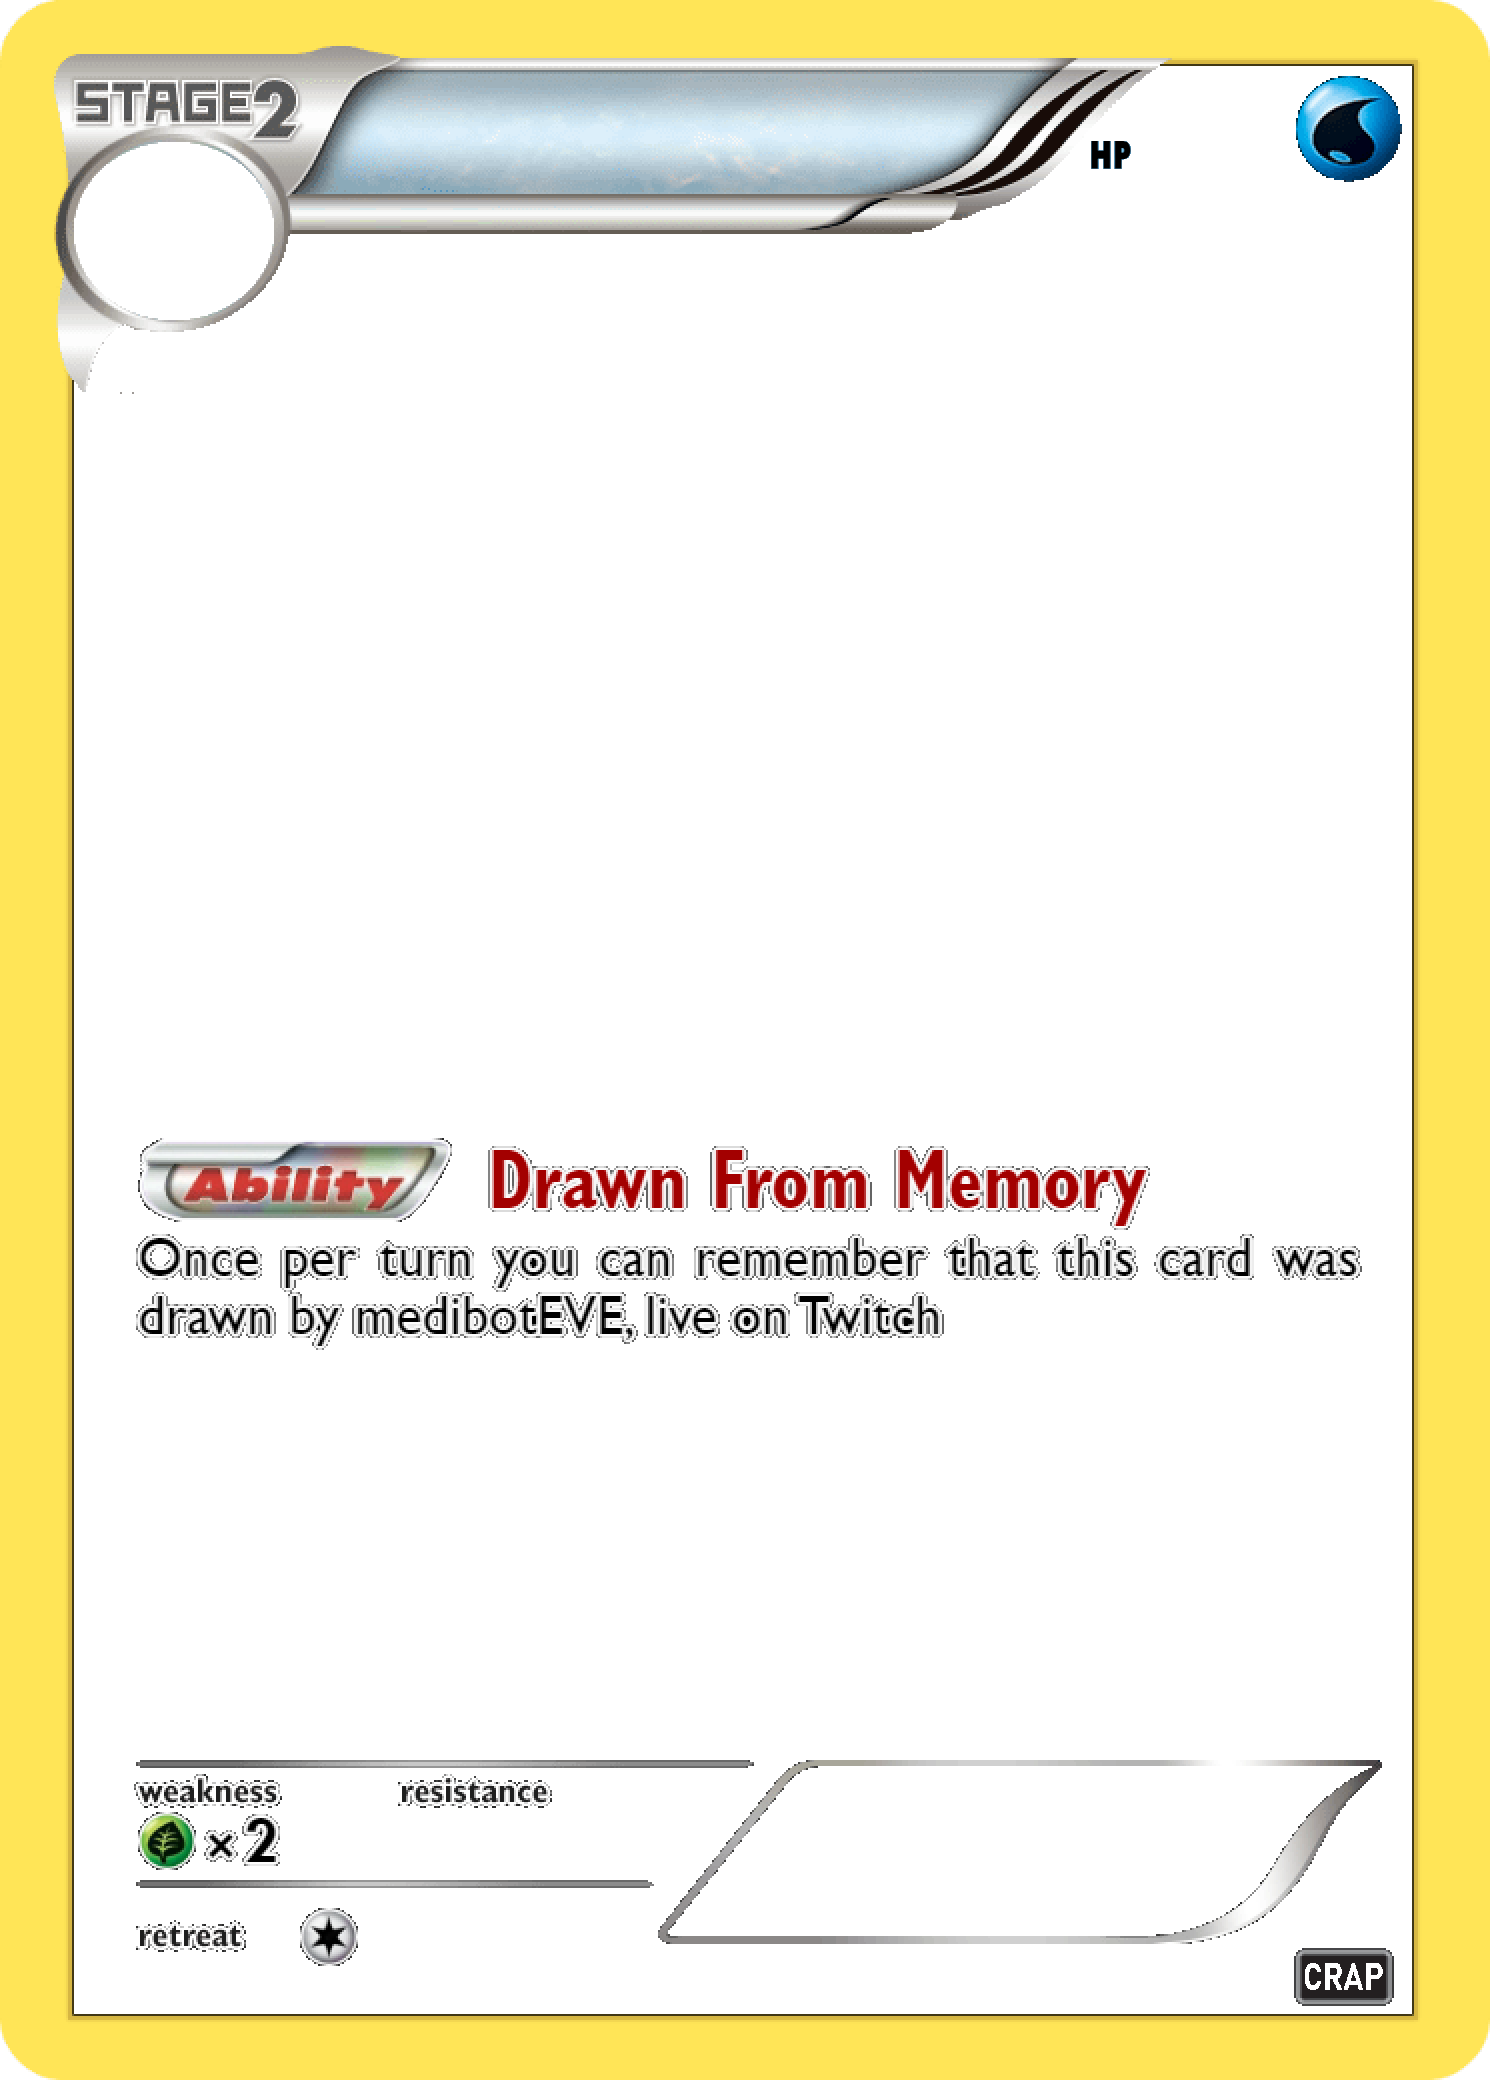 STAGE2
HP
Ability Drawn From Memory
Once per turn you can remember that this card was
drawn by medibotEVE, live on Twitch
weakness resistance
×2
retreat
CRAP